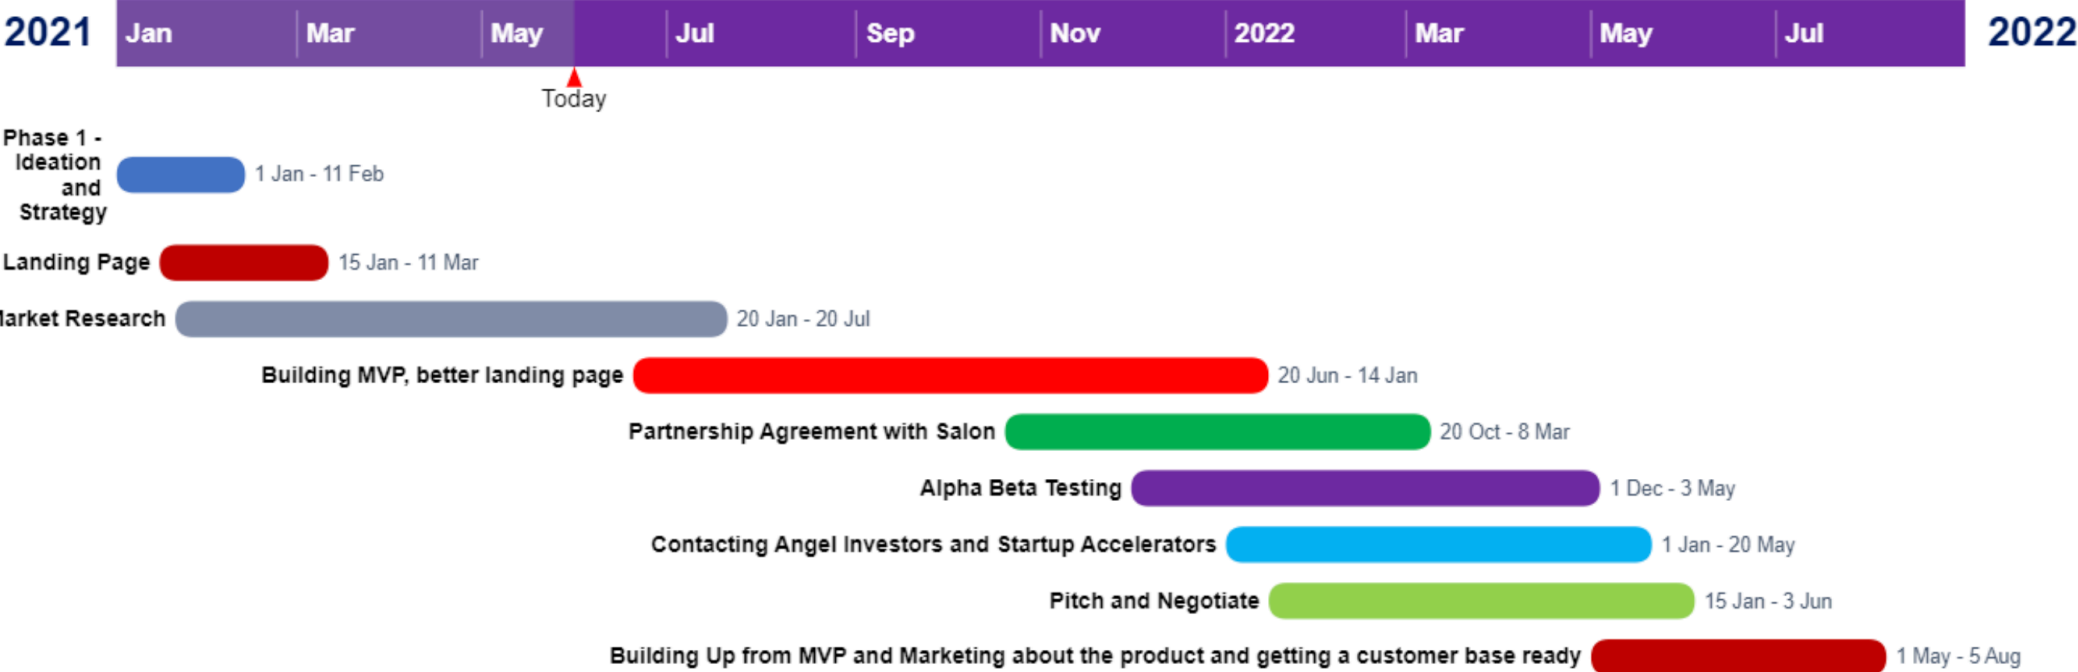 2021 Jan Mar May Jul Sep Nov 2022 Mar May Jul 2022
Today
Phase 1 -
Ideation
and
Strategy
1 Jan - 11 Feb
Landing Page 15 Jan - 11 Mar
Research 20 Jan - 20 Jul
Building MVP, better landing page 20 Jun - 14 Jan
Partnership Agreement with Salon 20 Oct - 8 Mar
Alpha Beta Testing 1 Dec - 3 May
Contacting Angel Investors and Startup Accelerators 1 Jan - 20 May
Pitch and Negotiate 15 Jan - 3 Jun
Building Up from MVP and Marketing about the product and getting a customer base ready 1 May - 5 Aug